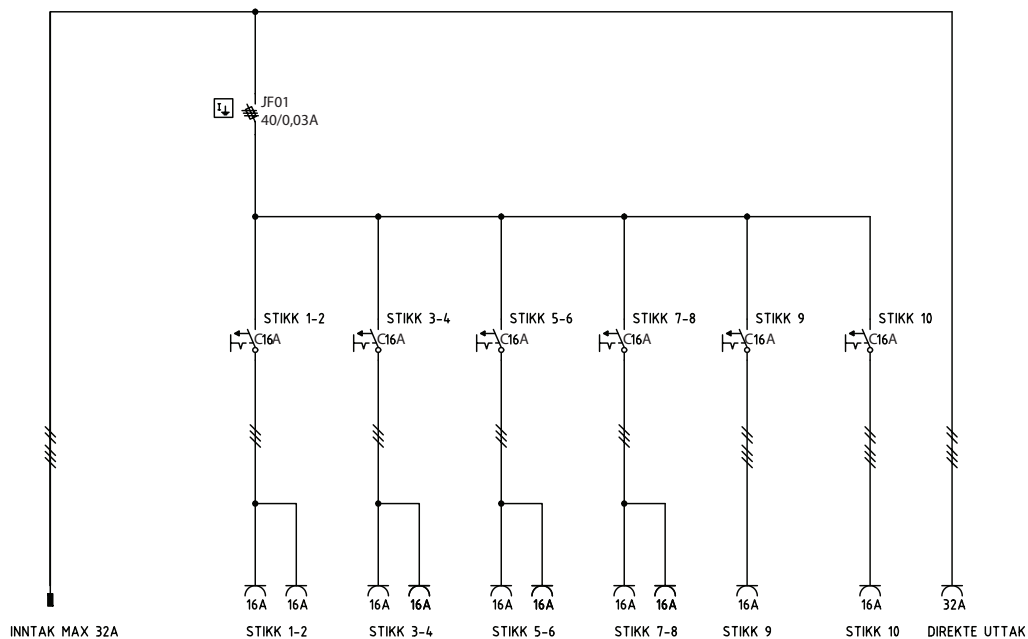 JF01
40/0,03A
STIKK 1-2 STIKK 3-4 STIKK 5-6 STIKK 7-8 STIKK 9 STIKK 10
C16A C16A C16A C16A C16A C16A
16A 16A 16A 16A 16A 16A 16A 16A 16A 16A 32A
INNTAK MAX 32A STIKK 1-2 STIKK 3-4 STIKK 5-6 STIKK 7-8 STIKK 9 STIKK 10 DIREKTE UTTAK